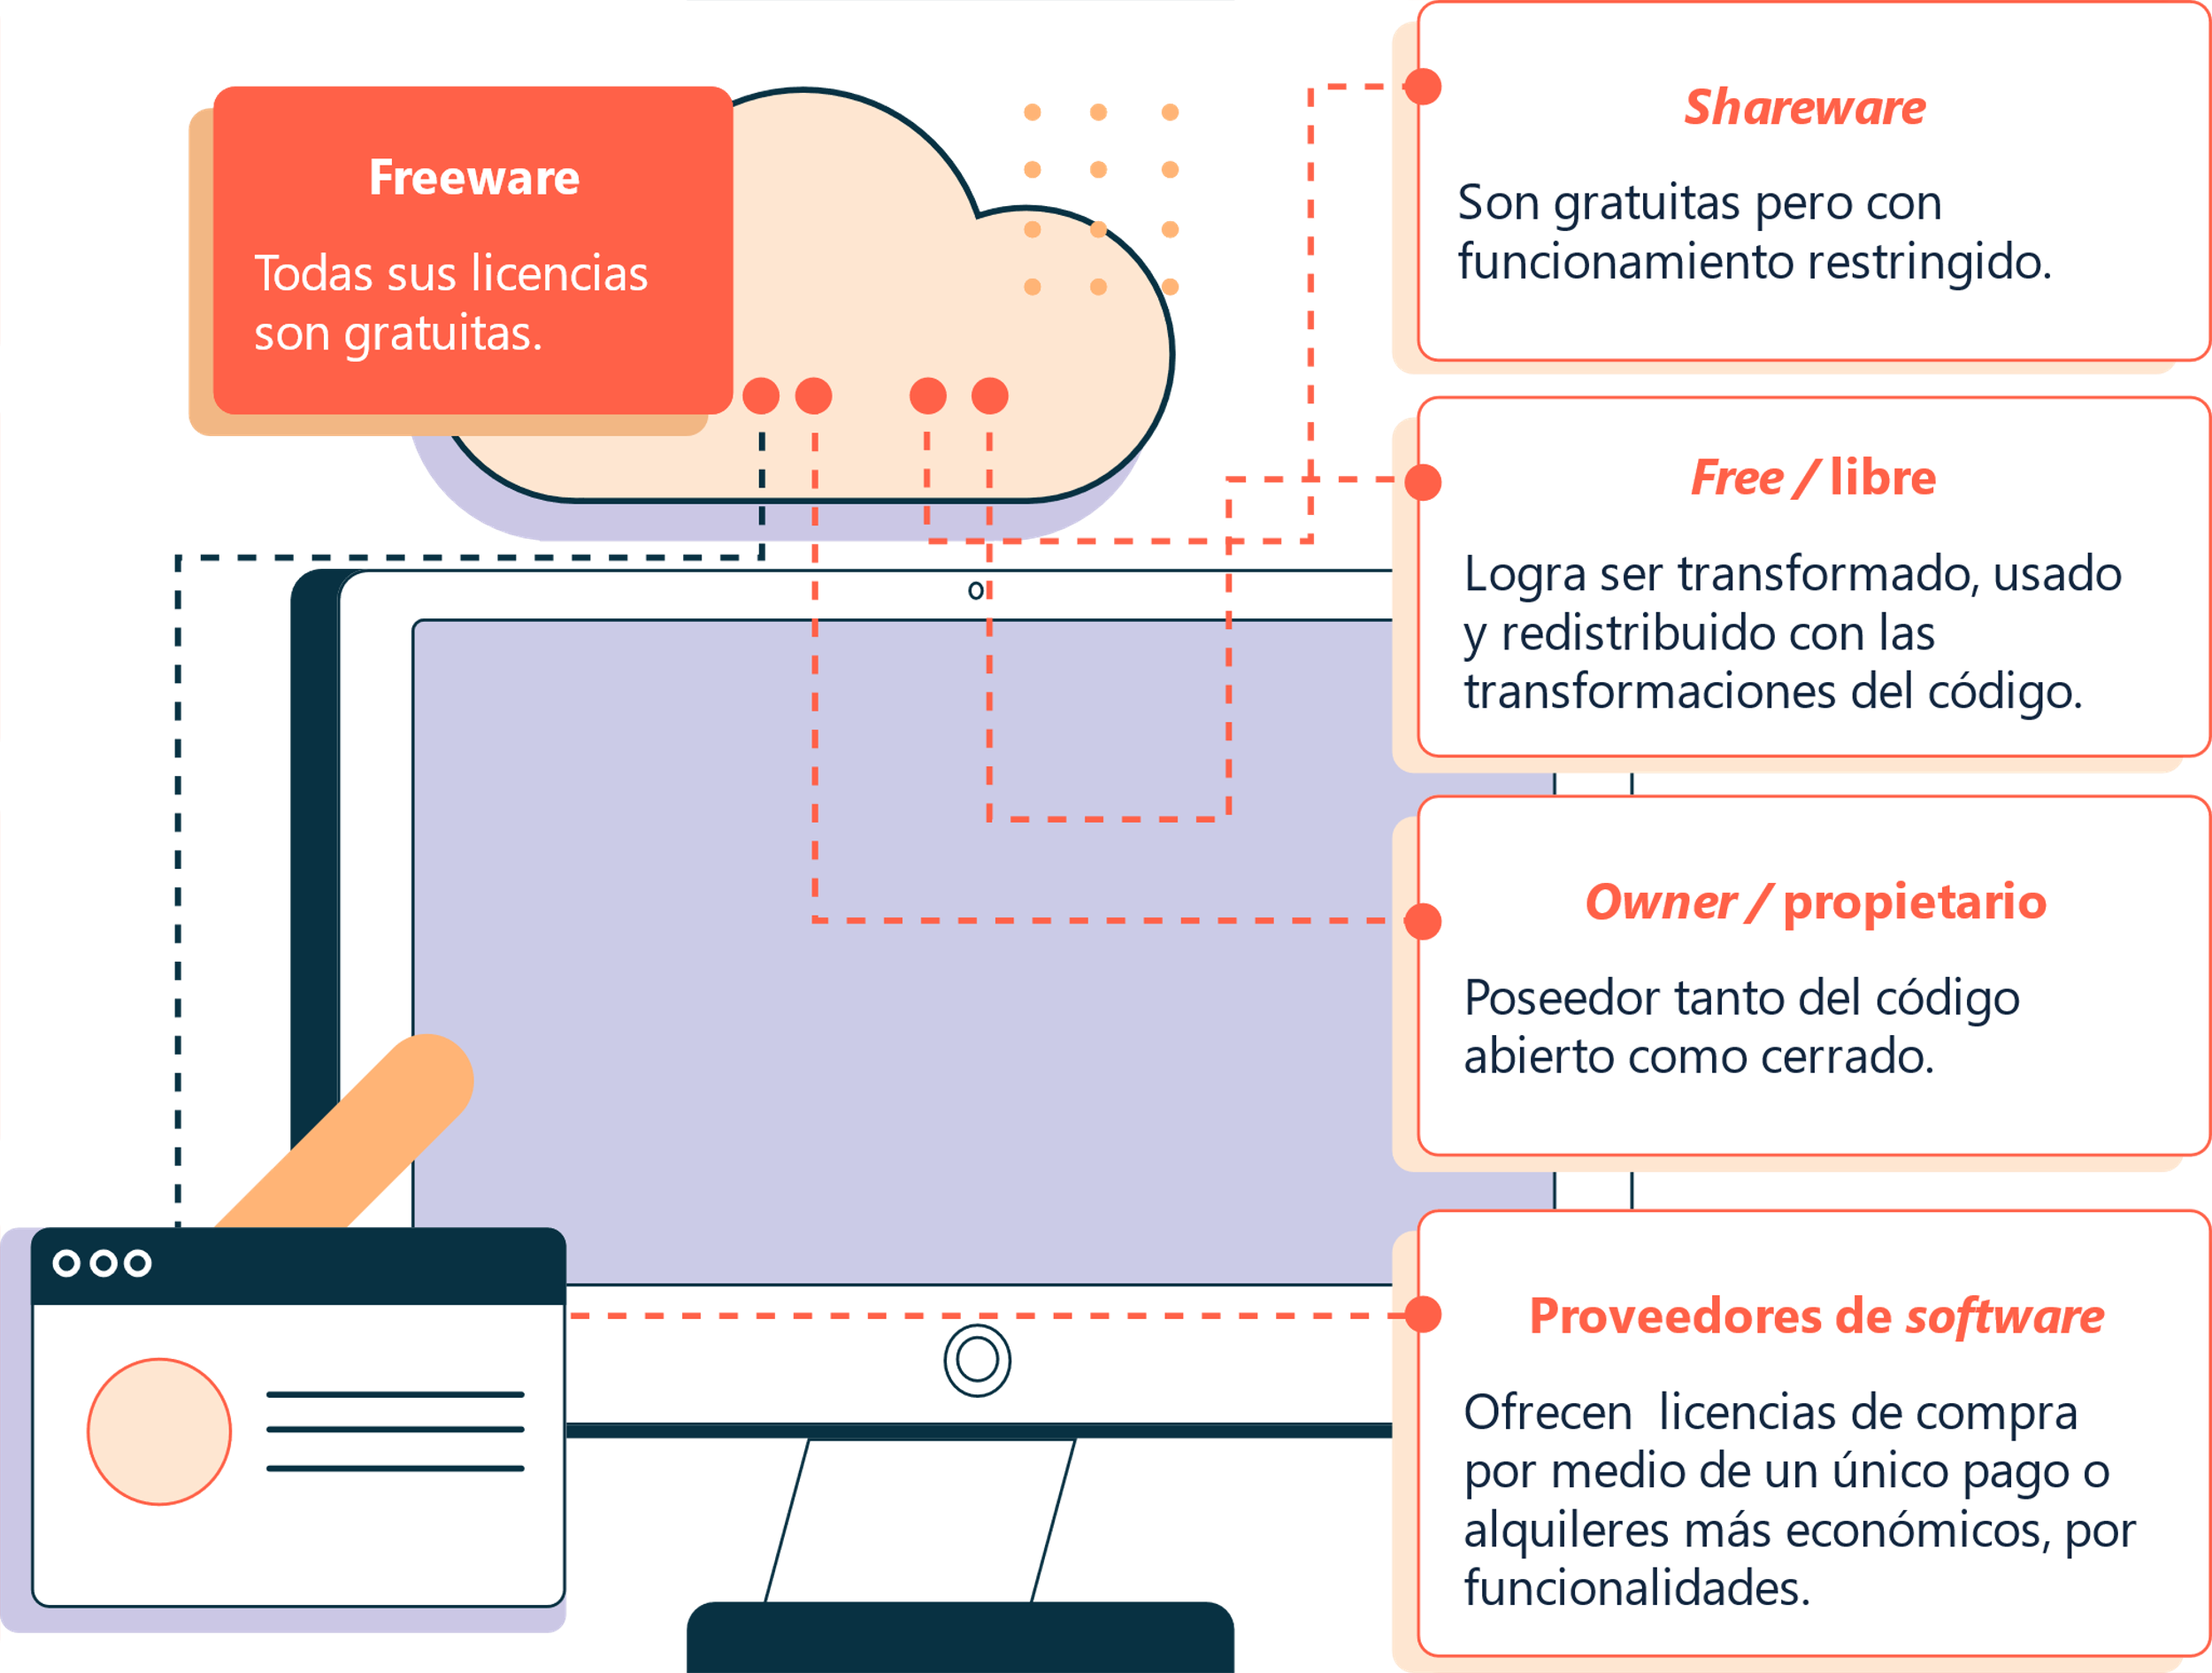 Freeware
Todas sus licencias
son gratuitas.
Shareware
Son gratuitas pero con
funcionamiento restringido.
Free / libre
Logra ser transformado, usado
y redistribuido con las
transformaciones del código.
Owner / propietario
Poseedor tanto del código
abierto como cerrado.
Proveedores de software
Ofrecen licencias de compra
por medio de un único pago o
alquileres más económicos, por
funcionalidades.